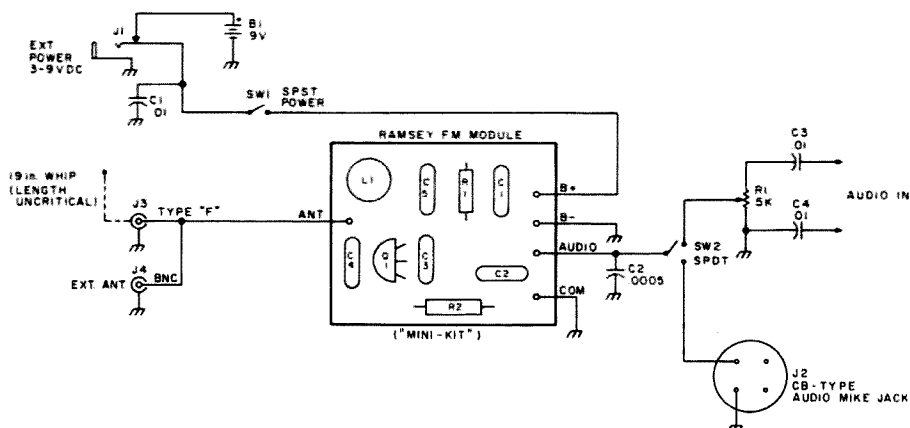 EXT
POWER
3-9VDC
J1
B1
9V
C1
.01
SW1
SPST
POWER
RAMSEY FM MODULE
L1
C5
R1
C1
B+
B-
AUDIO
COM
ANT
C4
Q1
C3
C2
R2
("MINI-KIT")
19 in. WHIP
(LENGTH
UNCRITICAL)
J3
TYPE "F"
J4
EXT. ANT
BNC
C2
.0005
SW2
SPDT
R1
5K
C3
.01
C4
.01
AUDIO IN
J2
CB-TYPE
AUDIO MIKE JACK